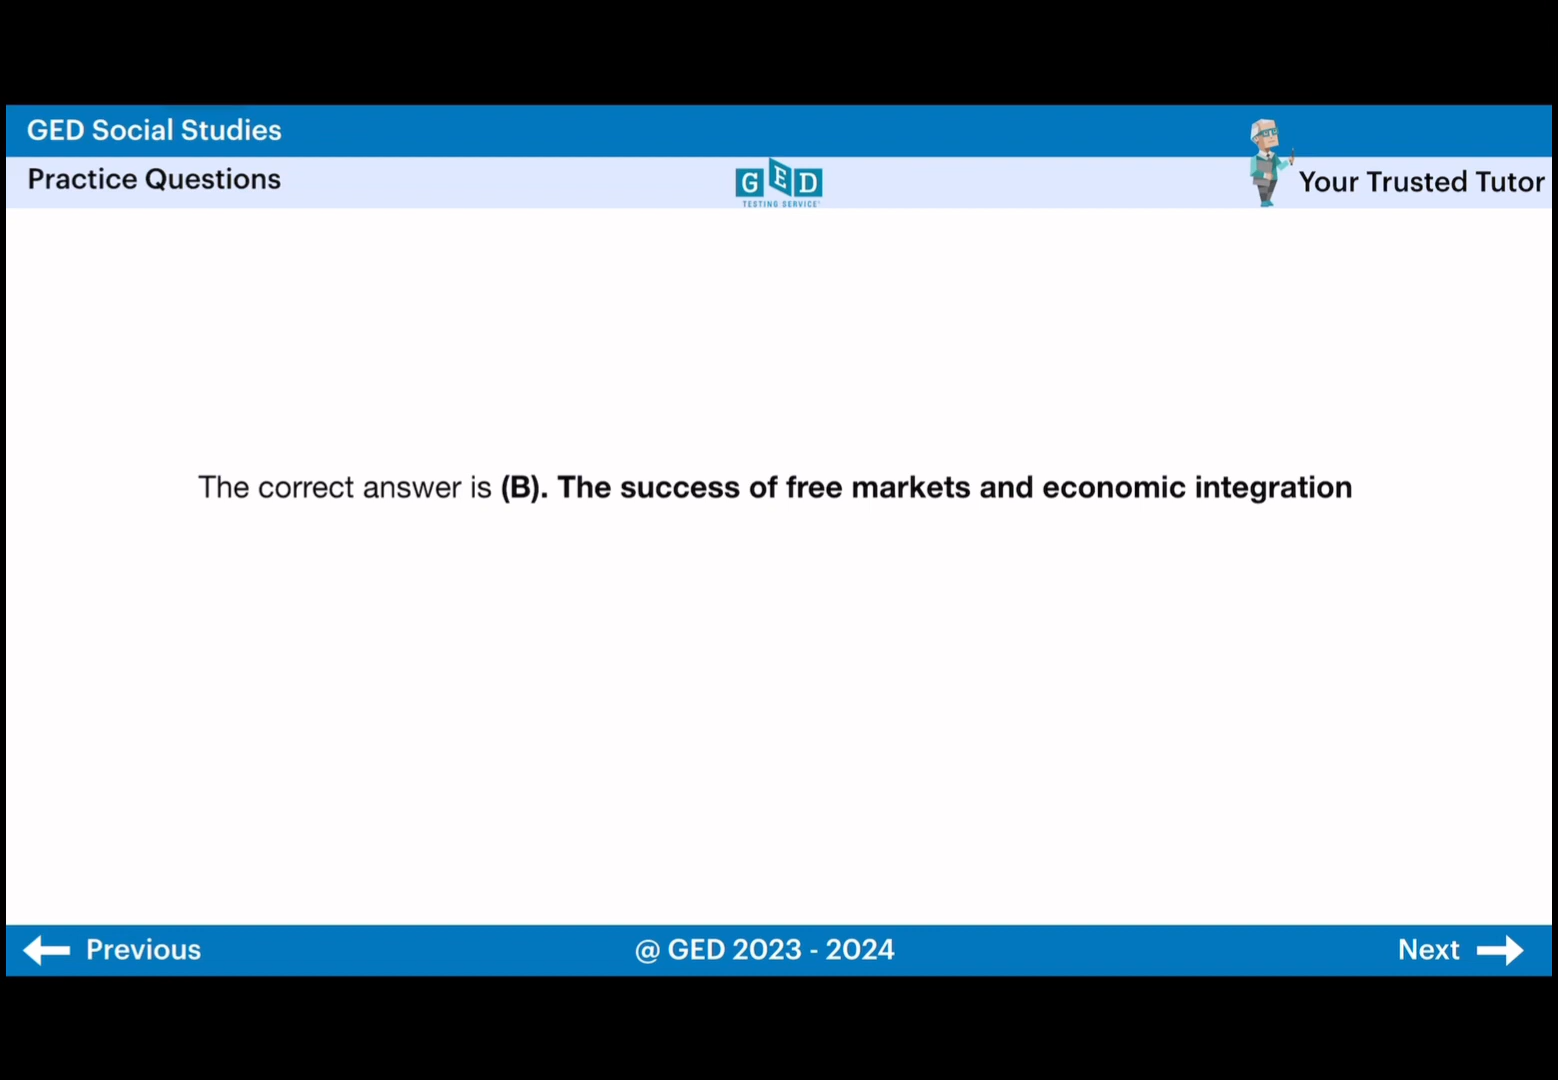 GED Social Studies
Practice Questions
GED
TESTING SERVICE
Your Trusted Tutor
The correct answer is (B). The success of free markets and economic integration
Previous
@ GED 2023 - 2024
Next